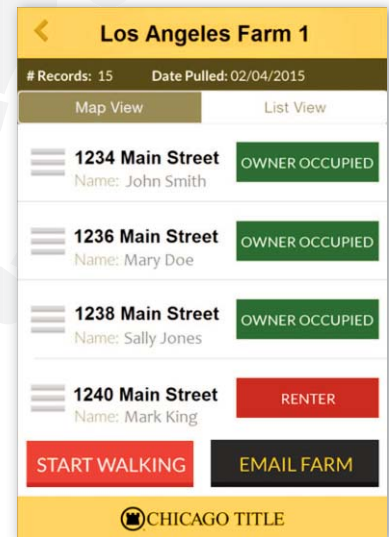 Los Angeles Farm 1
# Records: 15 Date Pulled: 02/04/2015
Map View List View
1234 Main Street OWNER OCCUPIED
Name: John Smith
1236 Main Street OWNER OCCUPIED
Name: Mary Doe
1238 Main Street OWNER OCCUPIED
Name: Sally Jones
1240 Main Street RENTER
Name: Mark King
START WALKING EMAIL FARM
CHICAGO TITLE